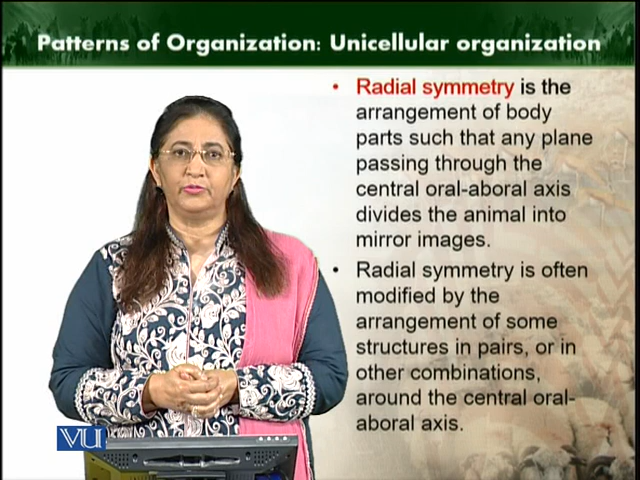 Patterns of Organization: Unicellular organization
• Radial symmetry is the
arrangement of body
parts such that any plane
passing through the
central oral-aboral axis
divides the animal into
mirror images.
• Radial symmetry is often
modified by the
arrangement of some
structures in pairs, or in
other combinations,
around the central oral-
aboral axis.
VU